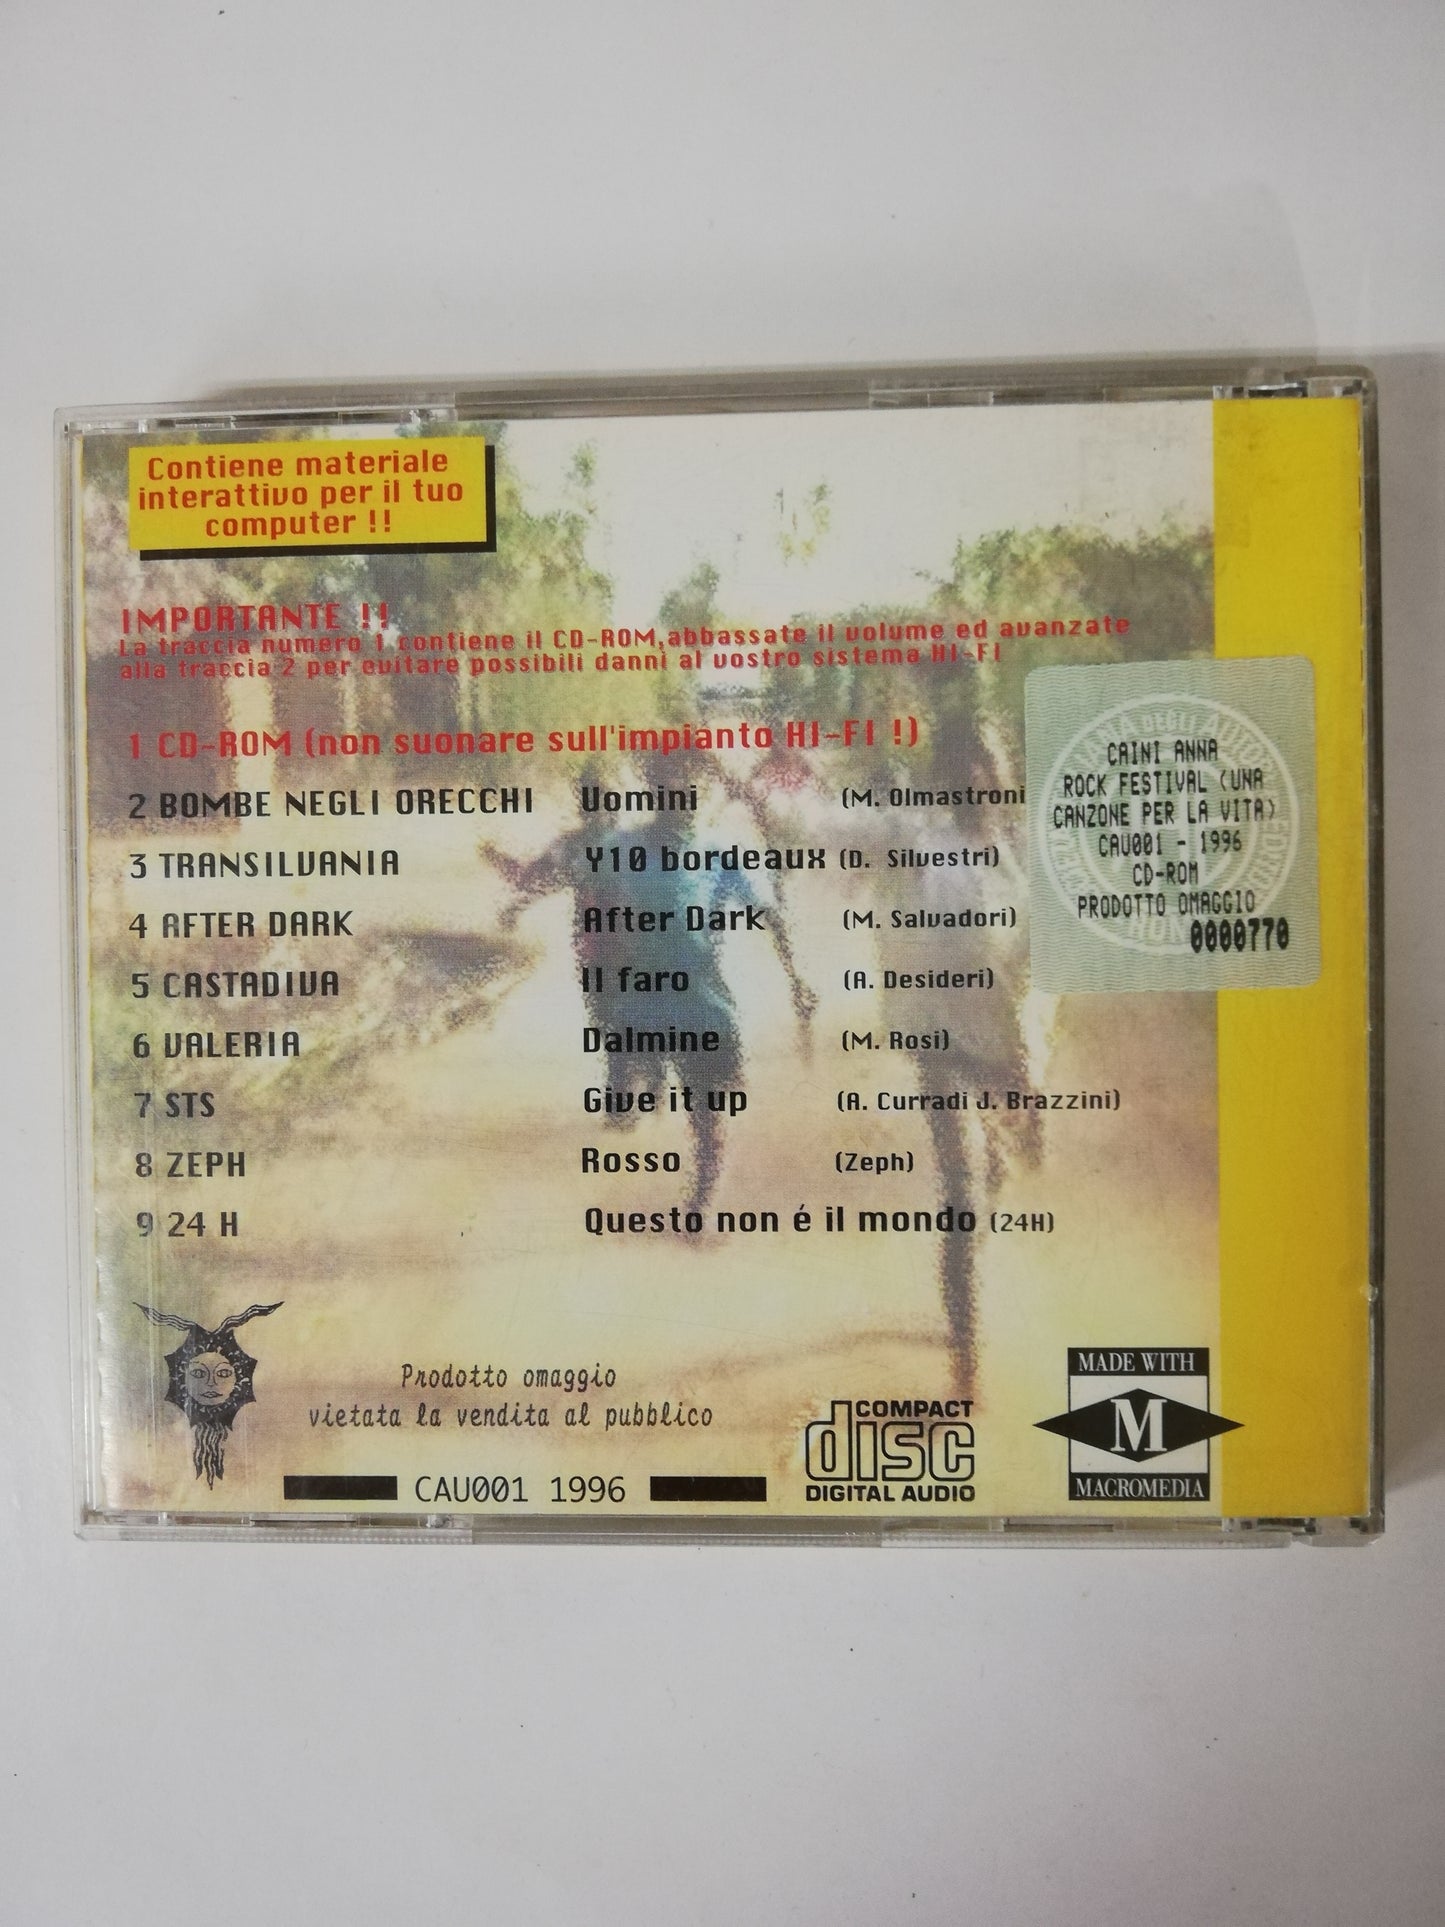 Contiene materiale
interattivo per il tuo
computer !!
IMPORTANTE !!
La traccia numero 1 contiene il CD-ROM,abbassate il volume ed avanzate
alla traccia 2 per evitare possibili danni al vostro sistema HI-FI
1 CD-ROM (non suonare sull'impianto HI-FI !)
2 BOMBE NEGLI ORECCHI Uomini (M. Olmastroni
3 TRANSILVANIA Y10 bordeaux (D. Silvestri)
4 AFTER DARK After Dark (M. Salvadori)
5 CASTADIVA Il faro (A. Desideri)
6 VALERIA Dalmine (M. Rosi)
7 STS Give it up (A. Curradi J. Brazzini)
8 ZEPH Rosso (Zeph)
9 24 H Questo non é il mondo (24H)
CAINI ANNA
ROCK FESTIVAL (UNA
CANZONE PER LA VITA)
CAU001 - 1996
CD-ROM
PRODOTTO OMAGGIO
0000770
Prodotto omaggio
vietata la vendita al pubblico
CAU001 1996
COMPACT
disc
DIGITAL AUDIO
MADE WITH
M
MACROMEDIA